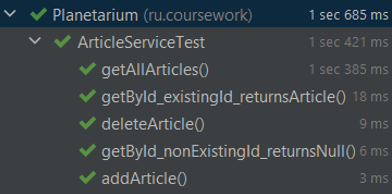 Planetarium (ru.coursework) 1 sec 685 ms
ArticleServiceTest 1 sec 421 ms
getAllArticles() 1 sec 385 ms
getById_existingId_returnsArticle() 18 ms
deleteArticle() 9 ms
getById_nonExistingId_returnsNull() 6 ms
addArticle() 3 ms